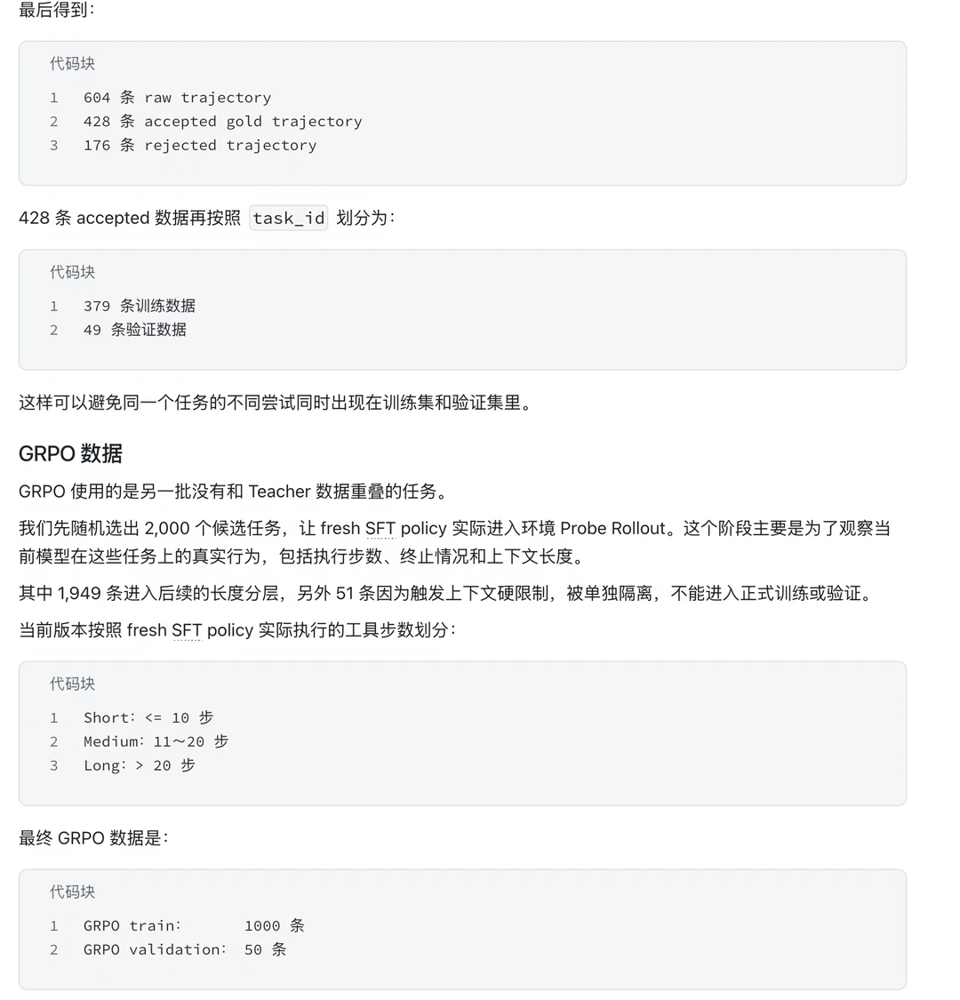 最后得到：
代码块
1 604 条 raw trajectory
2 428 条 accepted gold trajectory
3 176 条 rejected trajectory
428 条 accepted 数据再按照 task_id 划分为：
代码块
1 379 条训练数据
2 49 条验证数据
这样可以避免同一个任务的不同尝试同时出现在训练集和验证集里。
GRPO 数据
GRPO 使用的是另一批没有和 Teacher 数据重叠的任务。
我们先随机选出 2,000 个候选任务，让 fresh SFT policy 实际进入环境 Probe Rollout。这个阶段主要是为了观察当
前模型在这些任务上的真实行为，包括执行步数、终止情况和上下文长度。
其中 1,949 条进入后续的长度分层，另外 51 条因为触发上下文硬限制，被单独隔离，不能进入正式训练或验证。
当前版本按照 fresh SFT policy 实际执行的工具步数划分：
代码块
1 Short：<= 10 步
2 Medium：11～20 步
3 Long：> 20 步
最终 GRPO 数据是：
代码块
1 GRPO train： 1000 条
2 GRPO validation： 50 条